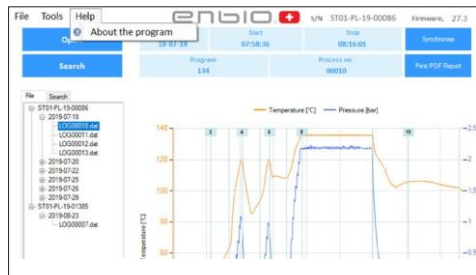 File Tools Help
About the program
enbio.
S/N ST01-PL-19-00086
Firmware, 27.3
Start
Stop
18-07-19
07:58:36
08:16:01
Synchronise
Search
Program
134
Process no.
00010
Print/PDF Report
File Search
ST01-PL-19-00086
2019-07-18
LOG00010.dat
LOG00011.dat
LOG00012.dat
LOG00013.dat
2019-07-20
2019-07-22
2019-07-25
2019-07-26
2019-07-29
ST01-PL-19-01385
2019-08-23
LOG00007.dat
Temperature [°C] Pressure [bar]
2 4 6 8 10
140
120
100
80
60
-2.5
-2
-1.5
-1
-0.5
Temperature [°C]